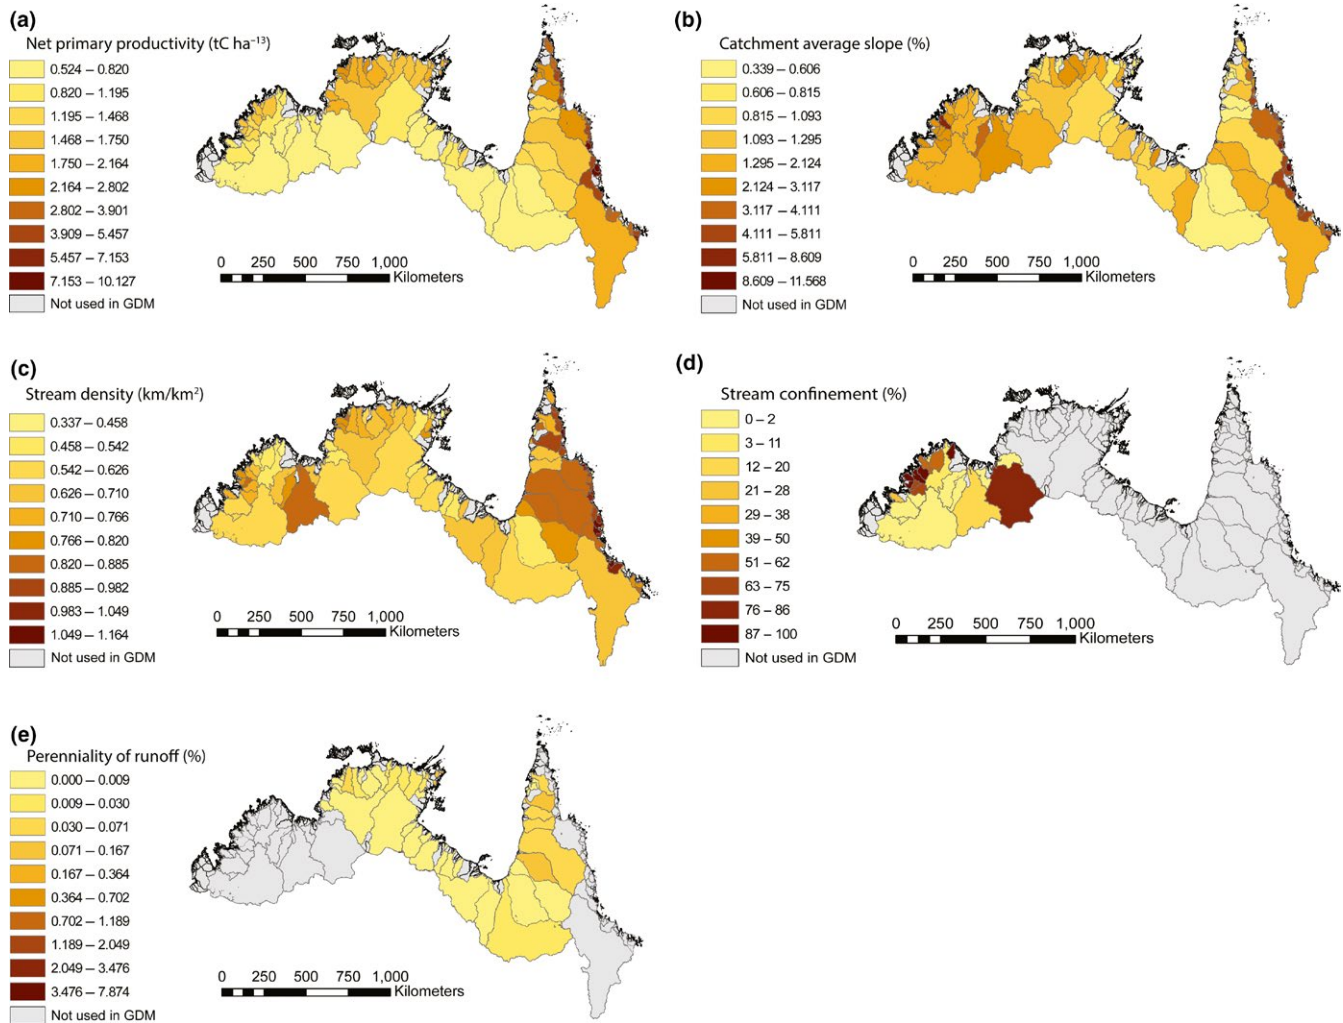 (a)
Net primary productivity (tC ha⁻¹³)
0.524 – 0.820
0.820 – 1.195
1.195 – 1.468
1.468 – 1.750
1.750 – 2.164
2.164 – 2.802
2.802 – 3.901
3.909 – 5.457
5.457 – 7.153
7.153 – 10.127
Not used in GDM
0 250 500 750 1,000
Kilometers
(b)
Catchment average slope (%)
0.339 – 0.606
0.606 – 0.815
0.815 – 1.093
1.093 – 1.295
1.295 – 2.124
2.124 – 3.117
3.117 – 4.111
4.111 – 5.811
5.811 – 8.609
8.609 – 11.568
Not used in GDM
0 250 500 750 1,000
Kilometers
(c)
Stream density (km/km²)
0.337 – 0.458
0.458 – 0.542
0.542 – 0.626
0.626 – 0.710
0.710 – 0.766
0.766 – 0.820
0.820 – 0.885
0.885 – 0.982
0.983 – 1.049
1.049 – 1.164
Not used in GDM
0 250 500 750 1,000
Kilometers
(d)
Stream confinement (%)
0 – 2
3 – 11
12 – 20
21 – 28
29 – 38
39 – 50
51 – 62
63 – 75
76 – 86
87 – 100
Not used in GDM
0 250 500 750 1,000
Kilometers
(e)
Perenniality of runoff (%)
0.000 – 0.009
0.009 – 0.030
0.030 – 0.071
0.071 – 0.167
0.167 – 0.364
0.364 – 0.702
0.702 – 1.189
1.189 – 2.049
2.049 – 3.476
3.476 – 7.874
Not used in GDM
0 250 500 750 1,000
Kilometers